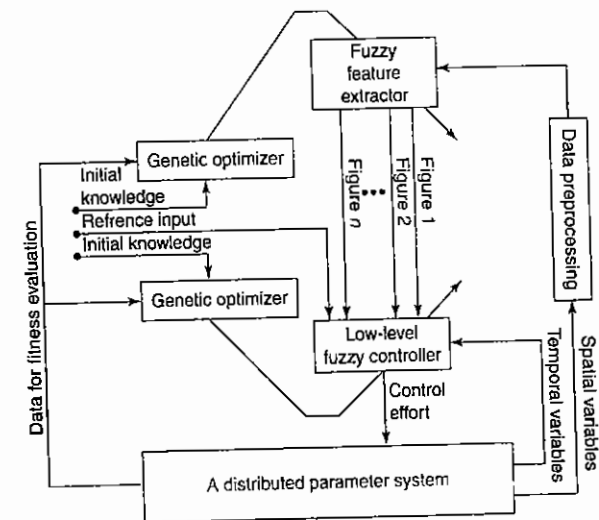 Fuzzy
feature
extractor
Genetic optimizer
Initial
knowledge
Refrence input
Initial knowledge
Genetic optimizer
Figure n
Figure 2
Figure 1
Data preprocessing
Low-level
fuzzy controller
Control
effort
Temporal variables
Spatial variables
Data for fitness evaluation
A distributed parameter system